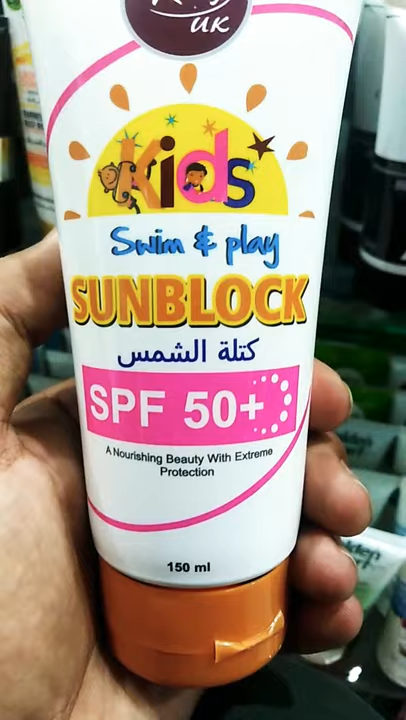 UK
Kids
Swim & play
SUNBLOCK
كتلة الشمس
SPF 50+
A Nourishing Beauty With Extreme
Protection
150 ml